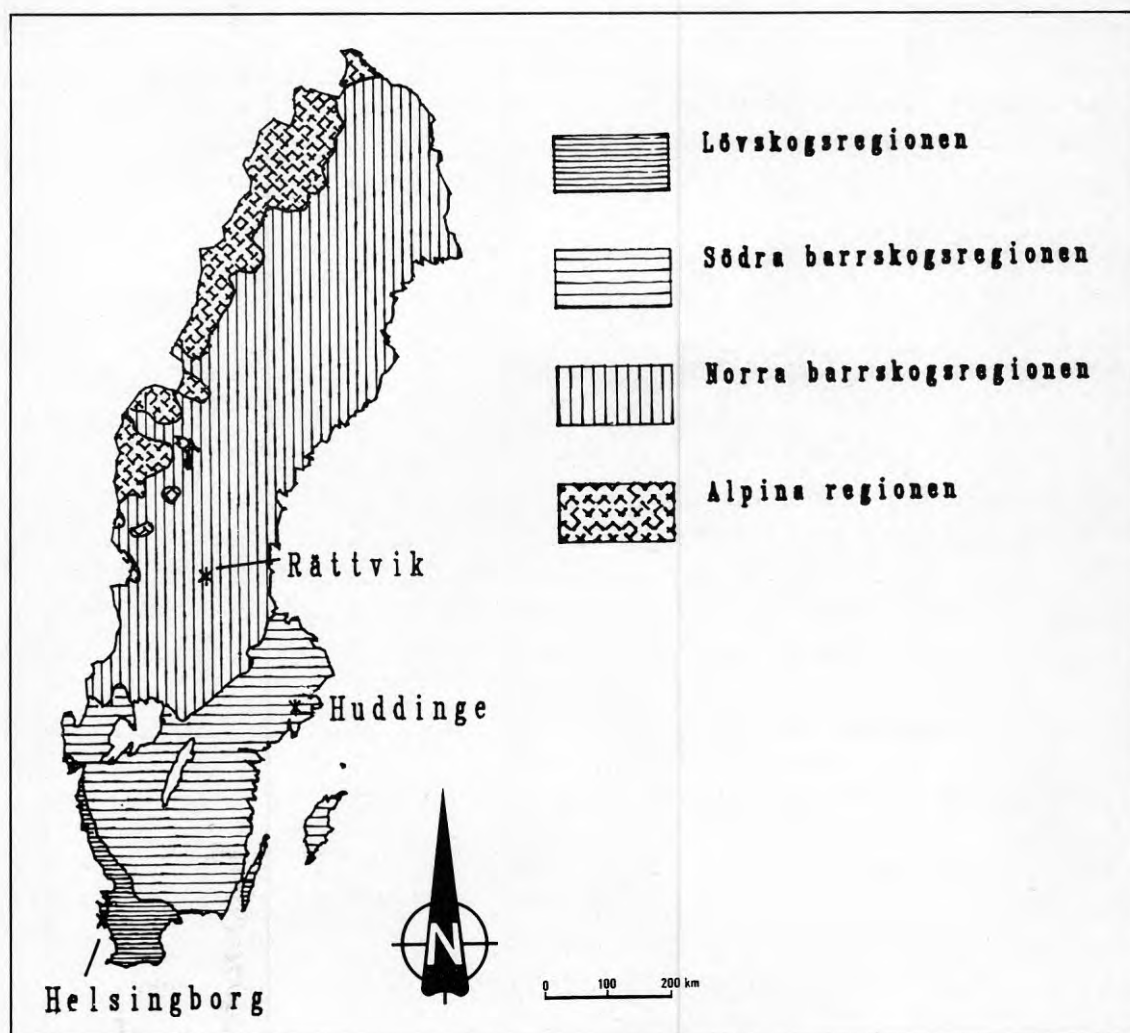 Lövskogsregionen
Södra barrskogsregionen
Norra barrskogsregionen
Alpina regionen
Rättvik
Huddinge
Helsingborg
N
0 100 200 km